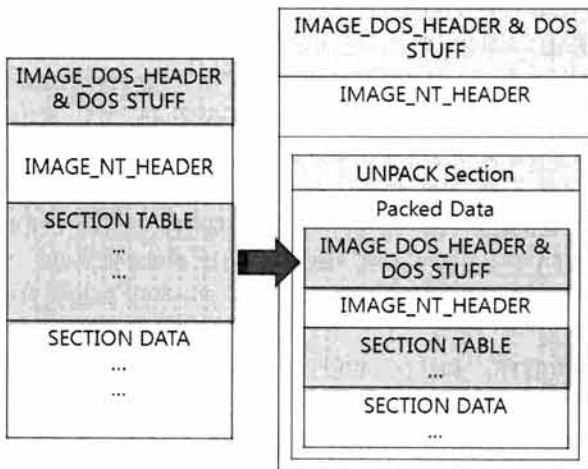 IMAGE_DOS_HEADER
& DOS STUFF
IMAGE_NT_HEADER
SECTION TABLE
...
...
SECTION DATA
...
...
IMAGE_DOS_HEADER & DOS
STUFF
IMAGE_NT_HEADER
UNPACK Section
Packed Data
IMAGE_DOS_HEADER &
DOS STUFF
IMAGE_NT_HEADER
SECTION TABLE
...
SECTION DATA
...